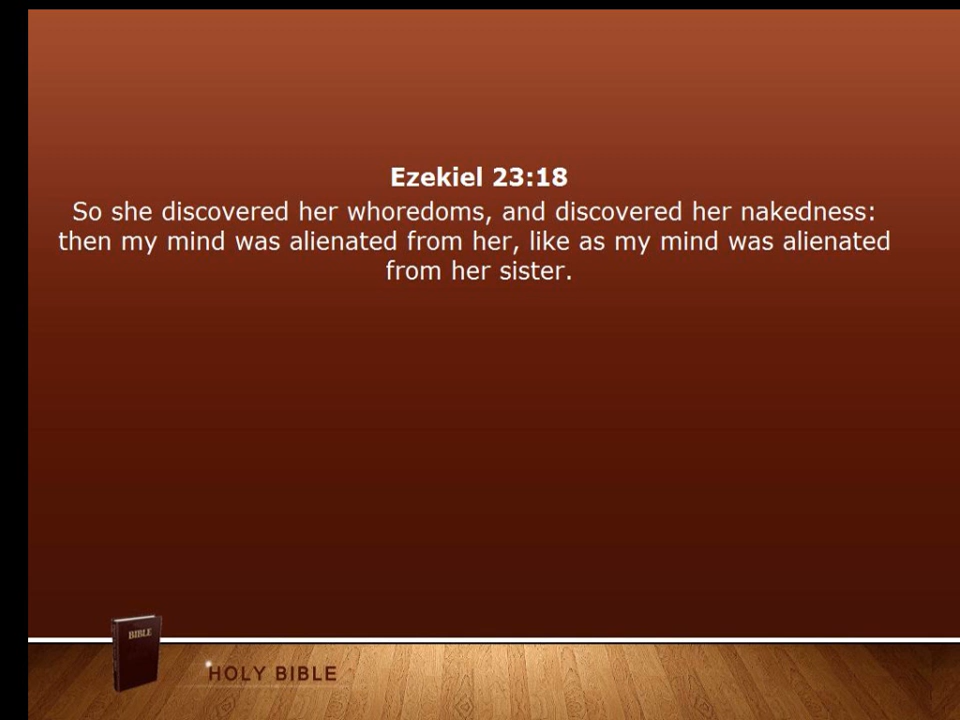 Ezekiel 23:18
So she discovered her whoredoms, and discovered her nakedness:
then my mind was alienated from her, like as my mind was alienated
from her sister.
BIBLE
HOLY BIBLE